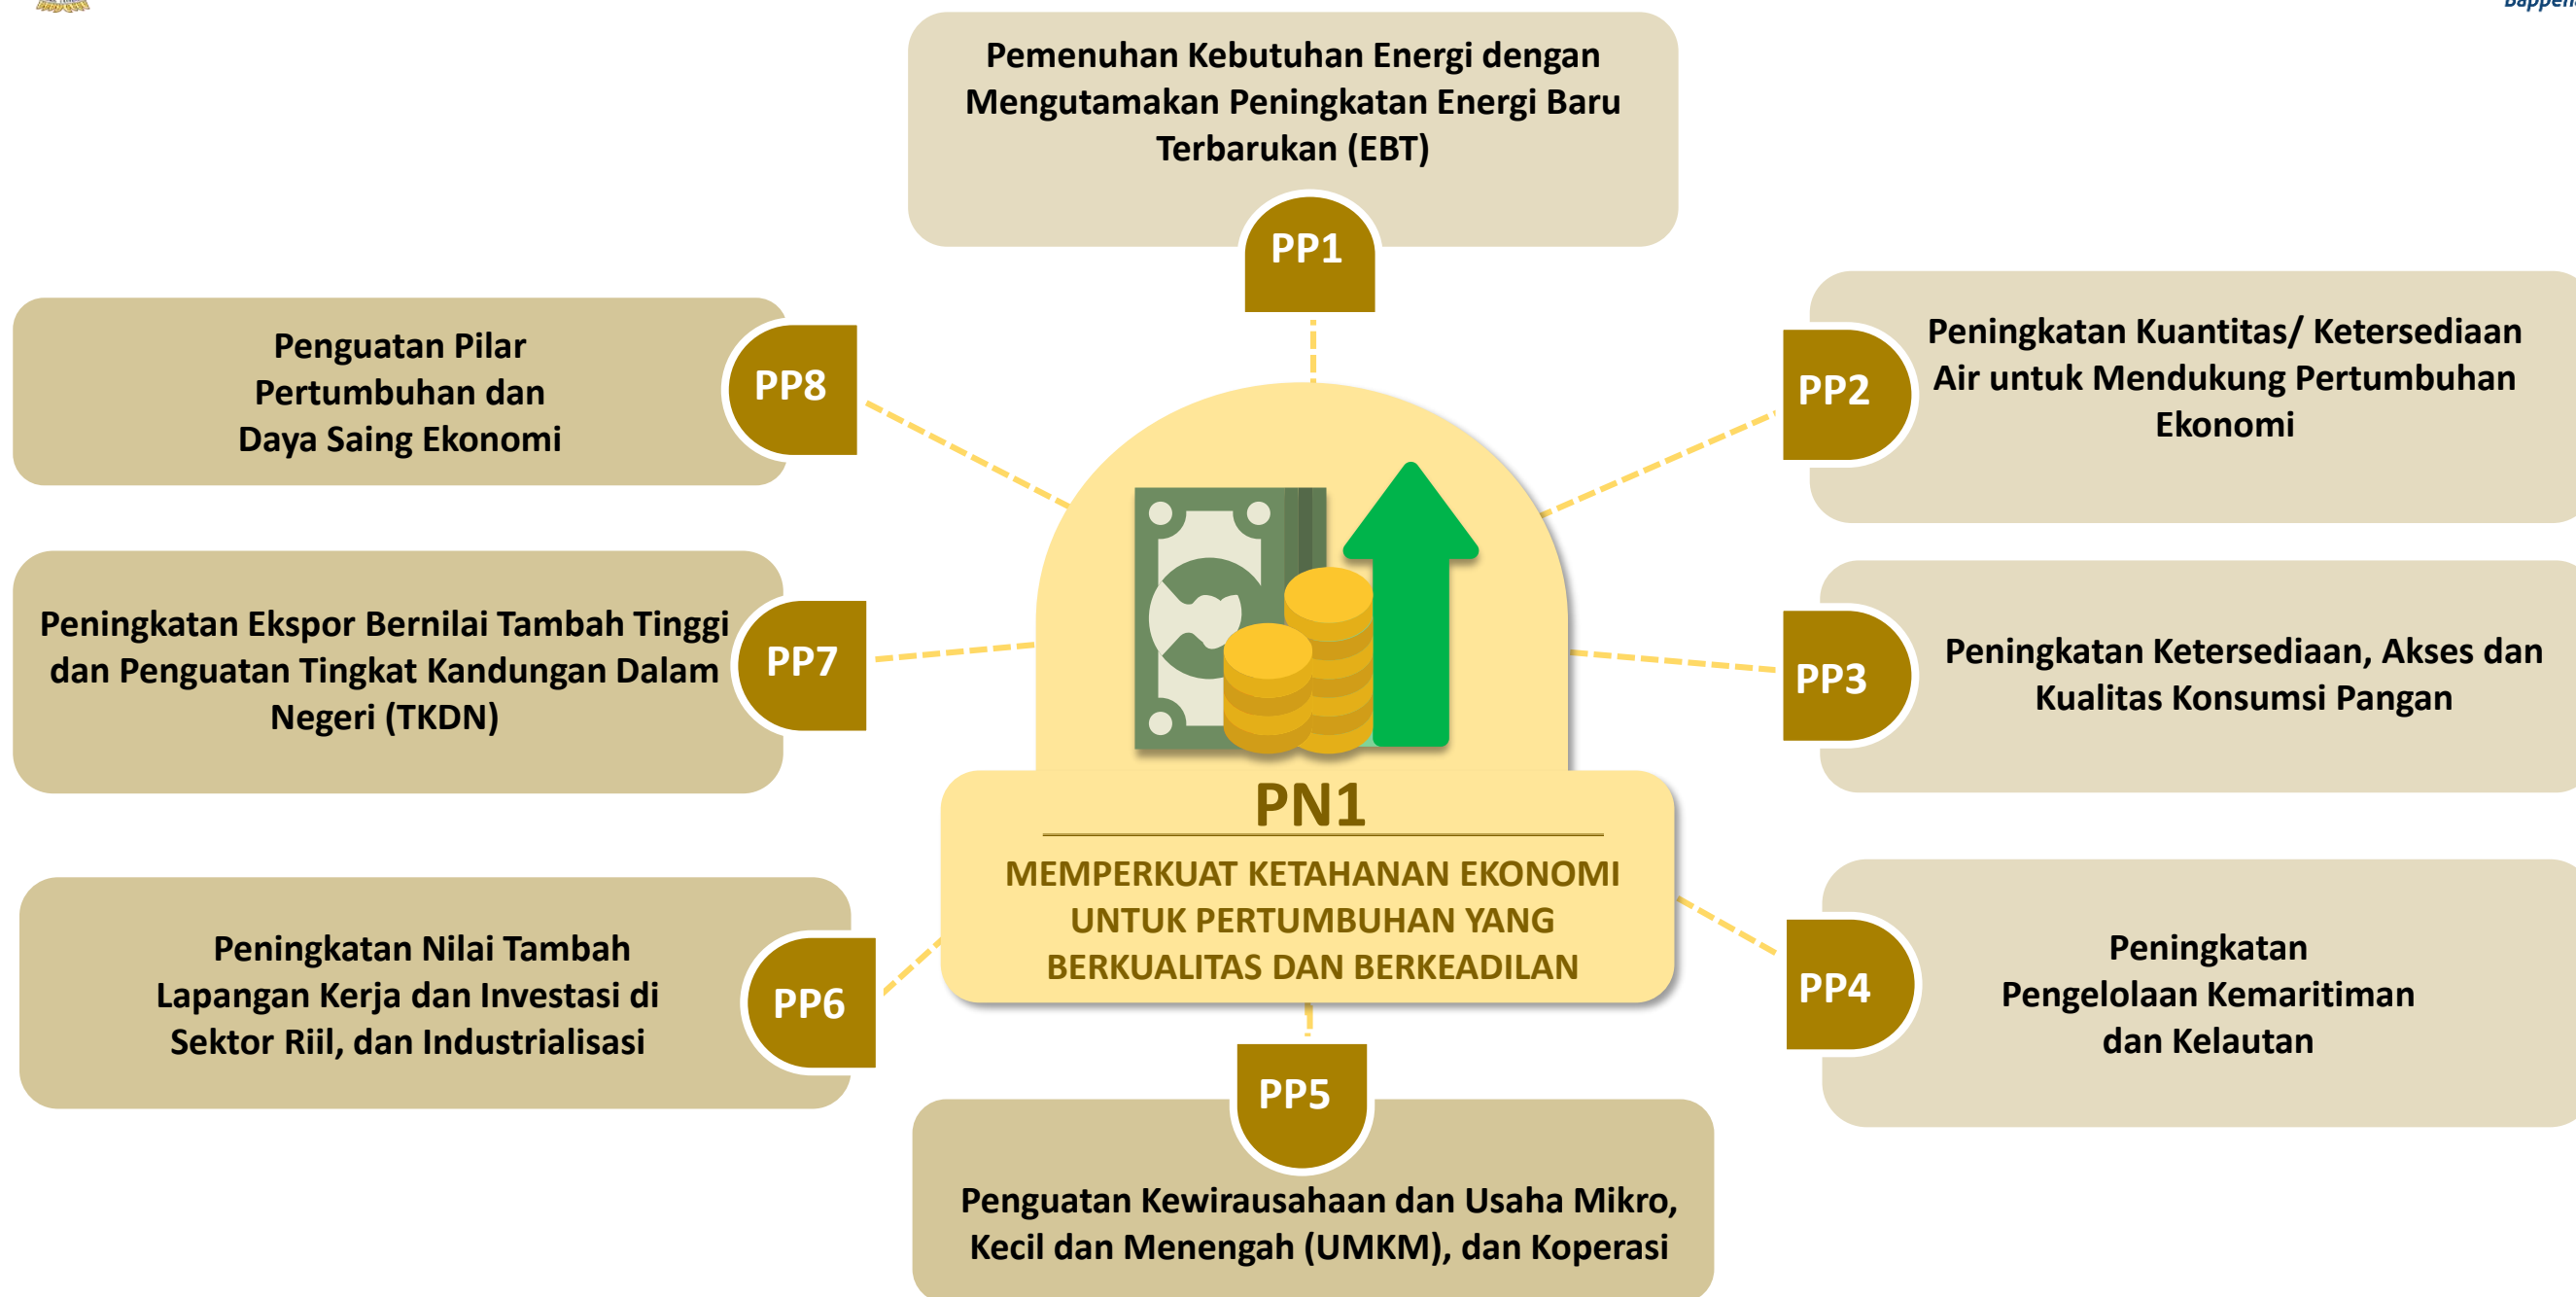 Pemenuhan Kebutuhan Energi dengan
Mengutamakan Peningkatan Energi Baru
Terbarukan (EBT)
PP1
Peningkatan Kuantitas/ Ketersediaan
Air untuk Mendukung Pertumbuhan
Ekonomi
PP2
Peningkatan Ketersediaan, Akses dan
Kualitas Konsumsi Pangan
PP3
Peningkatan
Pengelolaan Kemaritiman
dan Kelautan
PP4
PP5
Penguatan Kewirausahaan dan Usaha Mikro,
Kecil dan Menengah (UMKM), dan Koperasi
Peningkatan Nilai Tambah
Lapangan Kerja dan Investasi di
Sektor Riil, dan Industrialisasi
PP6
Peningkatan Ekspor Bernilai Tambah Tinggi
dan Penguatan Tingkat Kandungan Dalam
Negeri (TKDN)
PP7
Penguatan Pilar
Pertumbuhan dan
Daya Saing Ekonomi
PP8
PN1
MEMPERKUAT KETAHANAN EKONOMI
UNTUK PERTUMBUHAN YANG
BERKUALITAS DAN BERKEADILAN